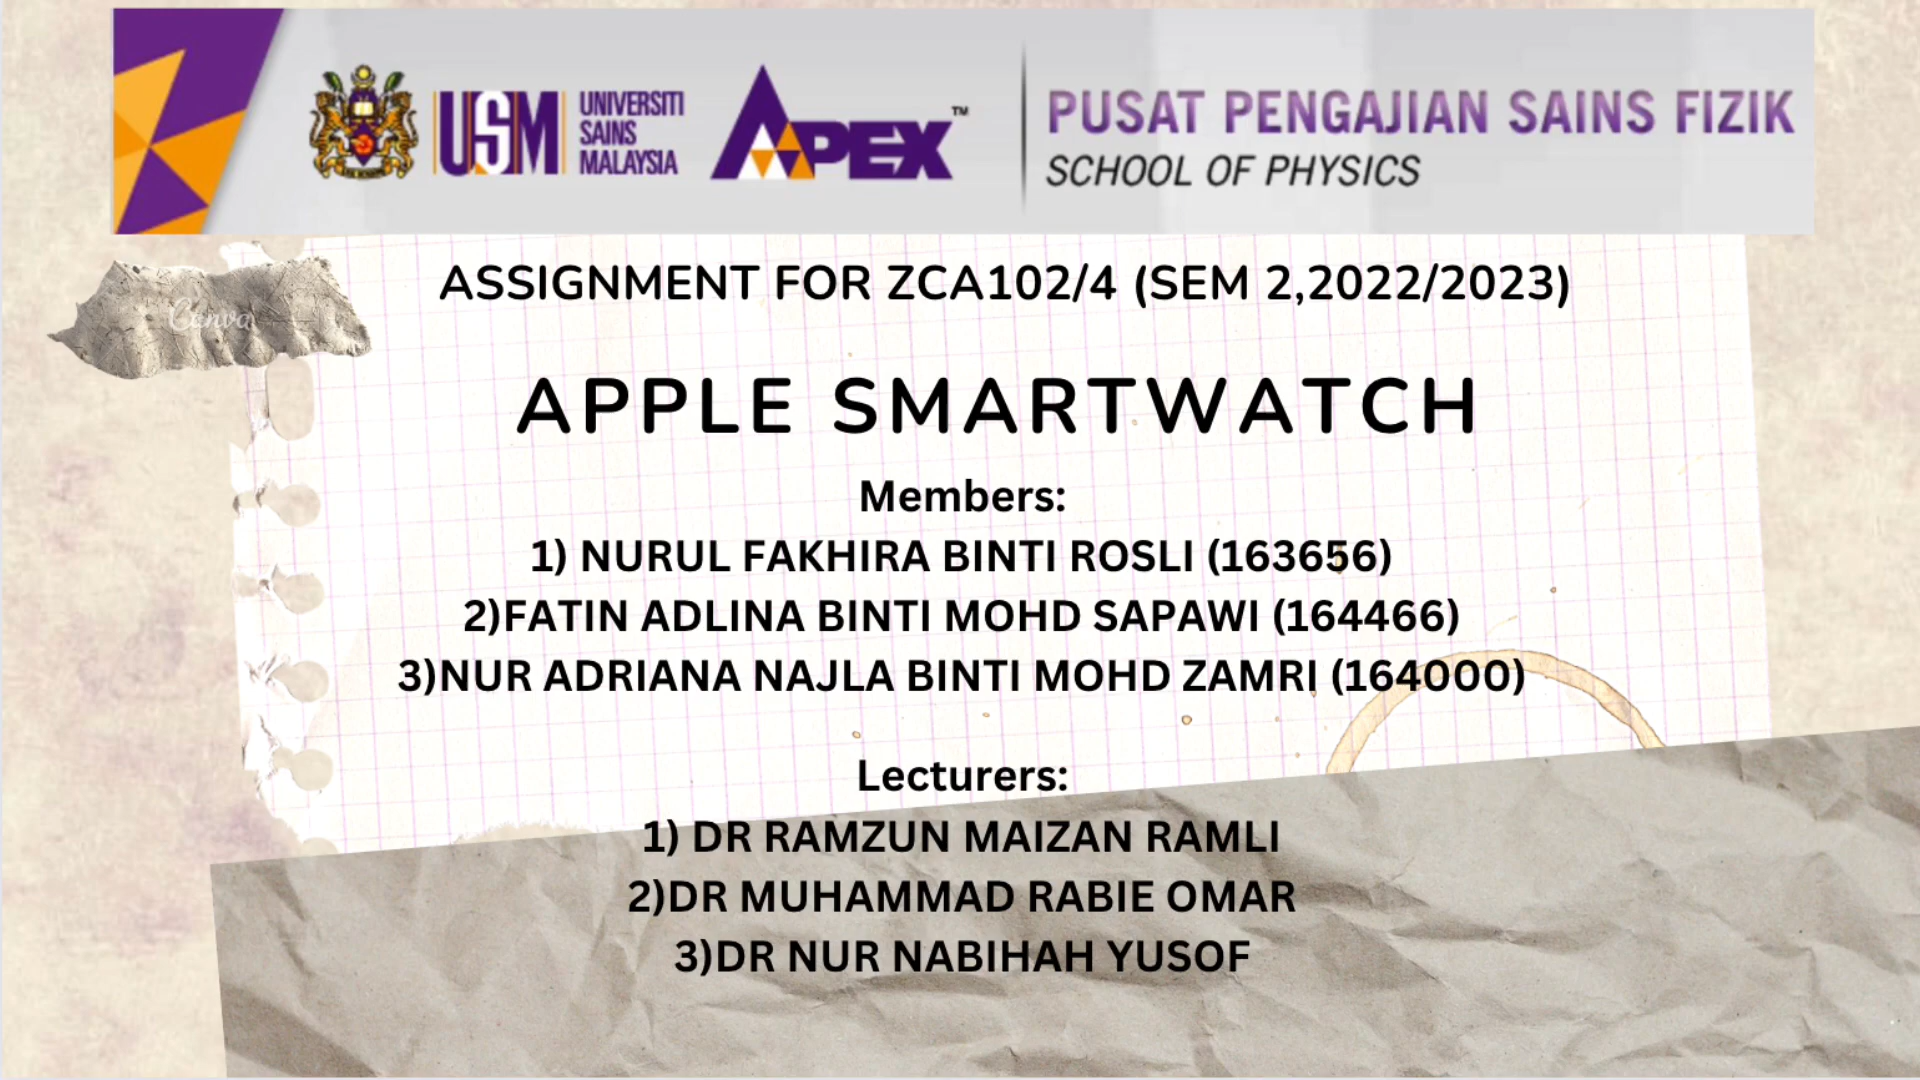 USM
UNIVERSITI
SAINS
MALAYSIA
APEX™
PUSAT PENGAJIAN SAINS FIZIK
SCHOOL OF PHYSICS
ASSIGNMENT FOR ZCA102/4 (SEM 2,2022/2023)
Canva
APPLE SMARTWATCH
Members:
1) NURUL FAKHIRA BINTI ROSLI (163656)
2)FATIN ADLINA BINTI MOHD SAPAWI (164466)
3)NUR ADRIANA NAJLA BINTI MOHD ZAMRI (164000)
Lecturers:
1) DR RAMZUN MAIZAN RAMLI
2)DR MUHAMMAD RABIE OMAR
3)DR NUR NABIHAH YUSOF